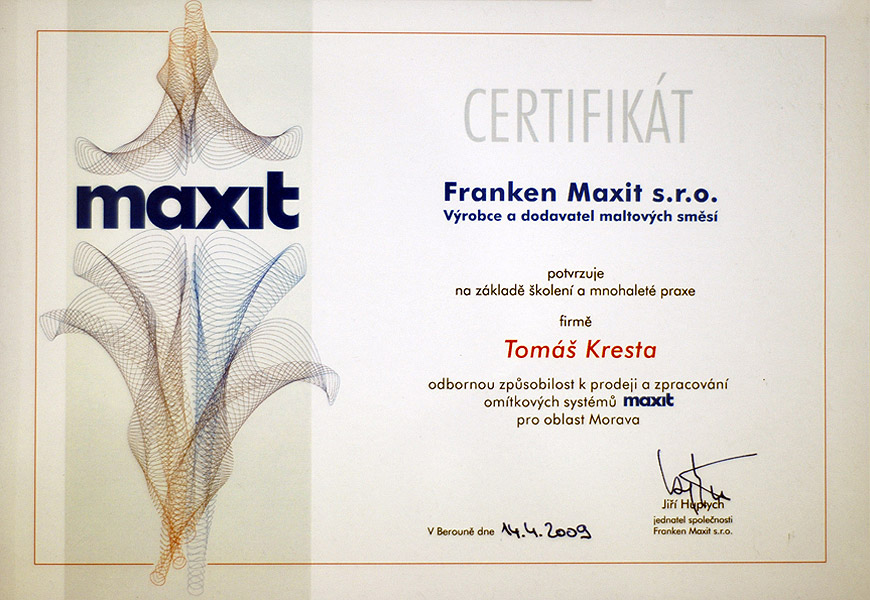 maxit
CERTIFIKÁT
Franken Maxit s.r.o.
Výrobce a dodavatel maltových směsí
potvrzuje
na základě školení a mnohaleté praxe
firmě
Tomáš Kresta
odbornou způsobilost k prodeji a zpracování
omítkových systémů maxit
pro oblast Morava
Jiří Huptych
jednatel společnosti
Franken Maxit s.r.o.
V Berouně dne 14.4.2009